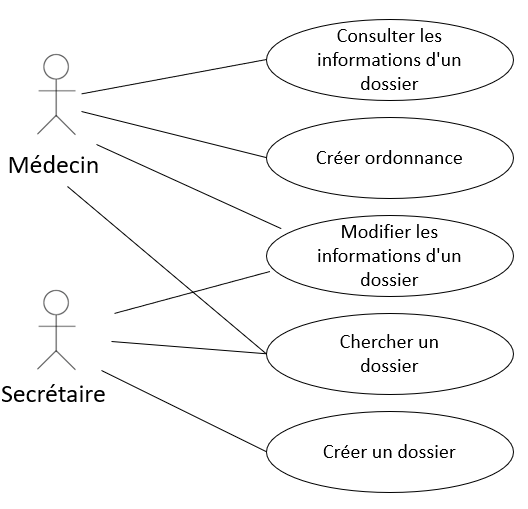 Consulter les
informations d'un
dossier
Médecin
Créer ordonnance
Modifier les
informations d'un
dossier
Chercher un
dossier
Secrétaire
Créer un dossier